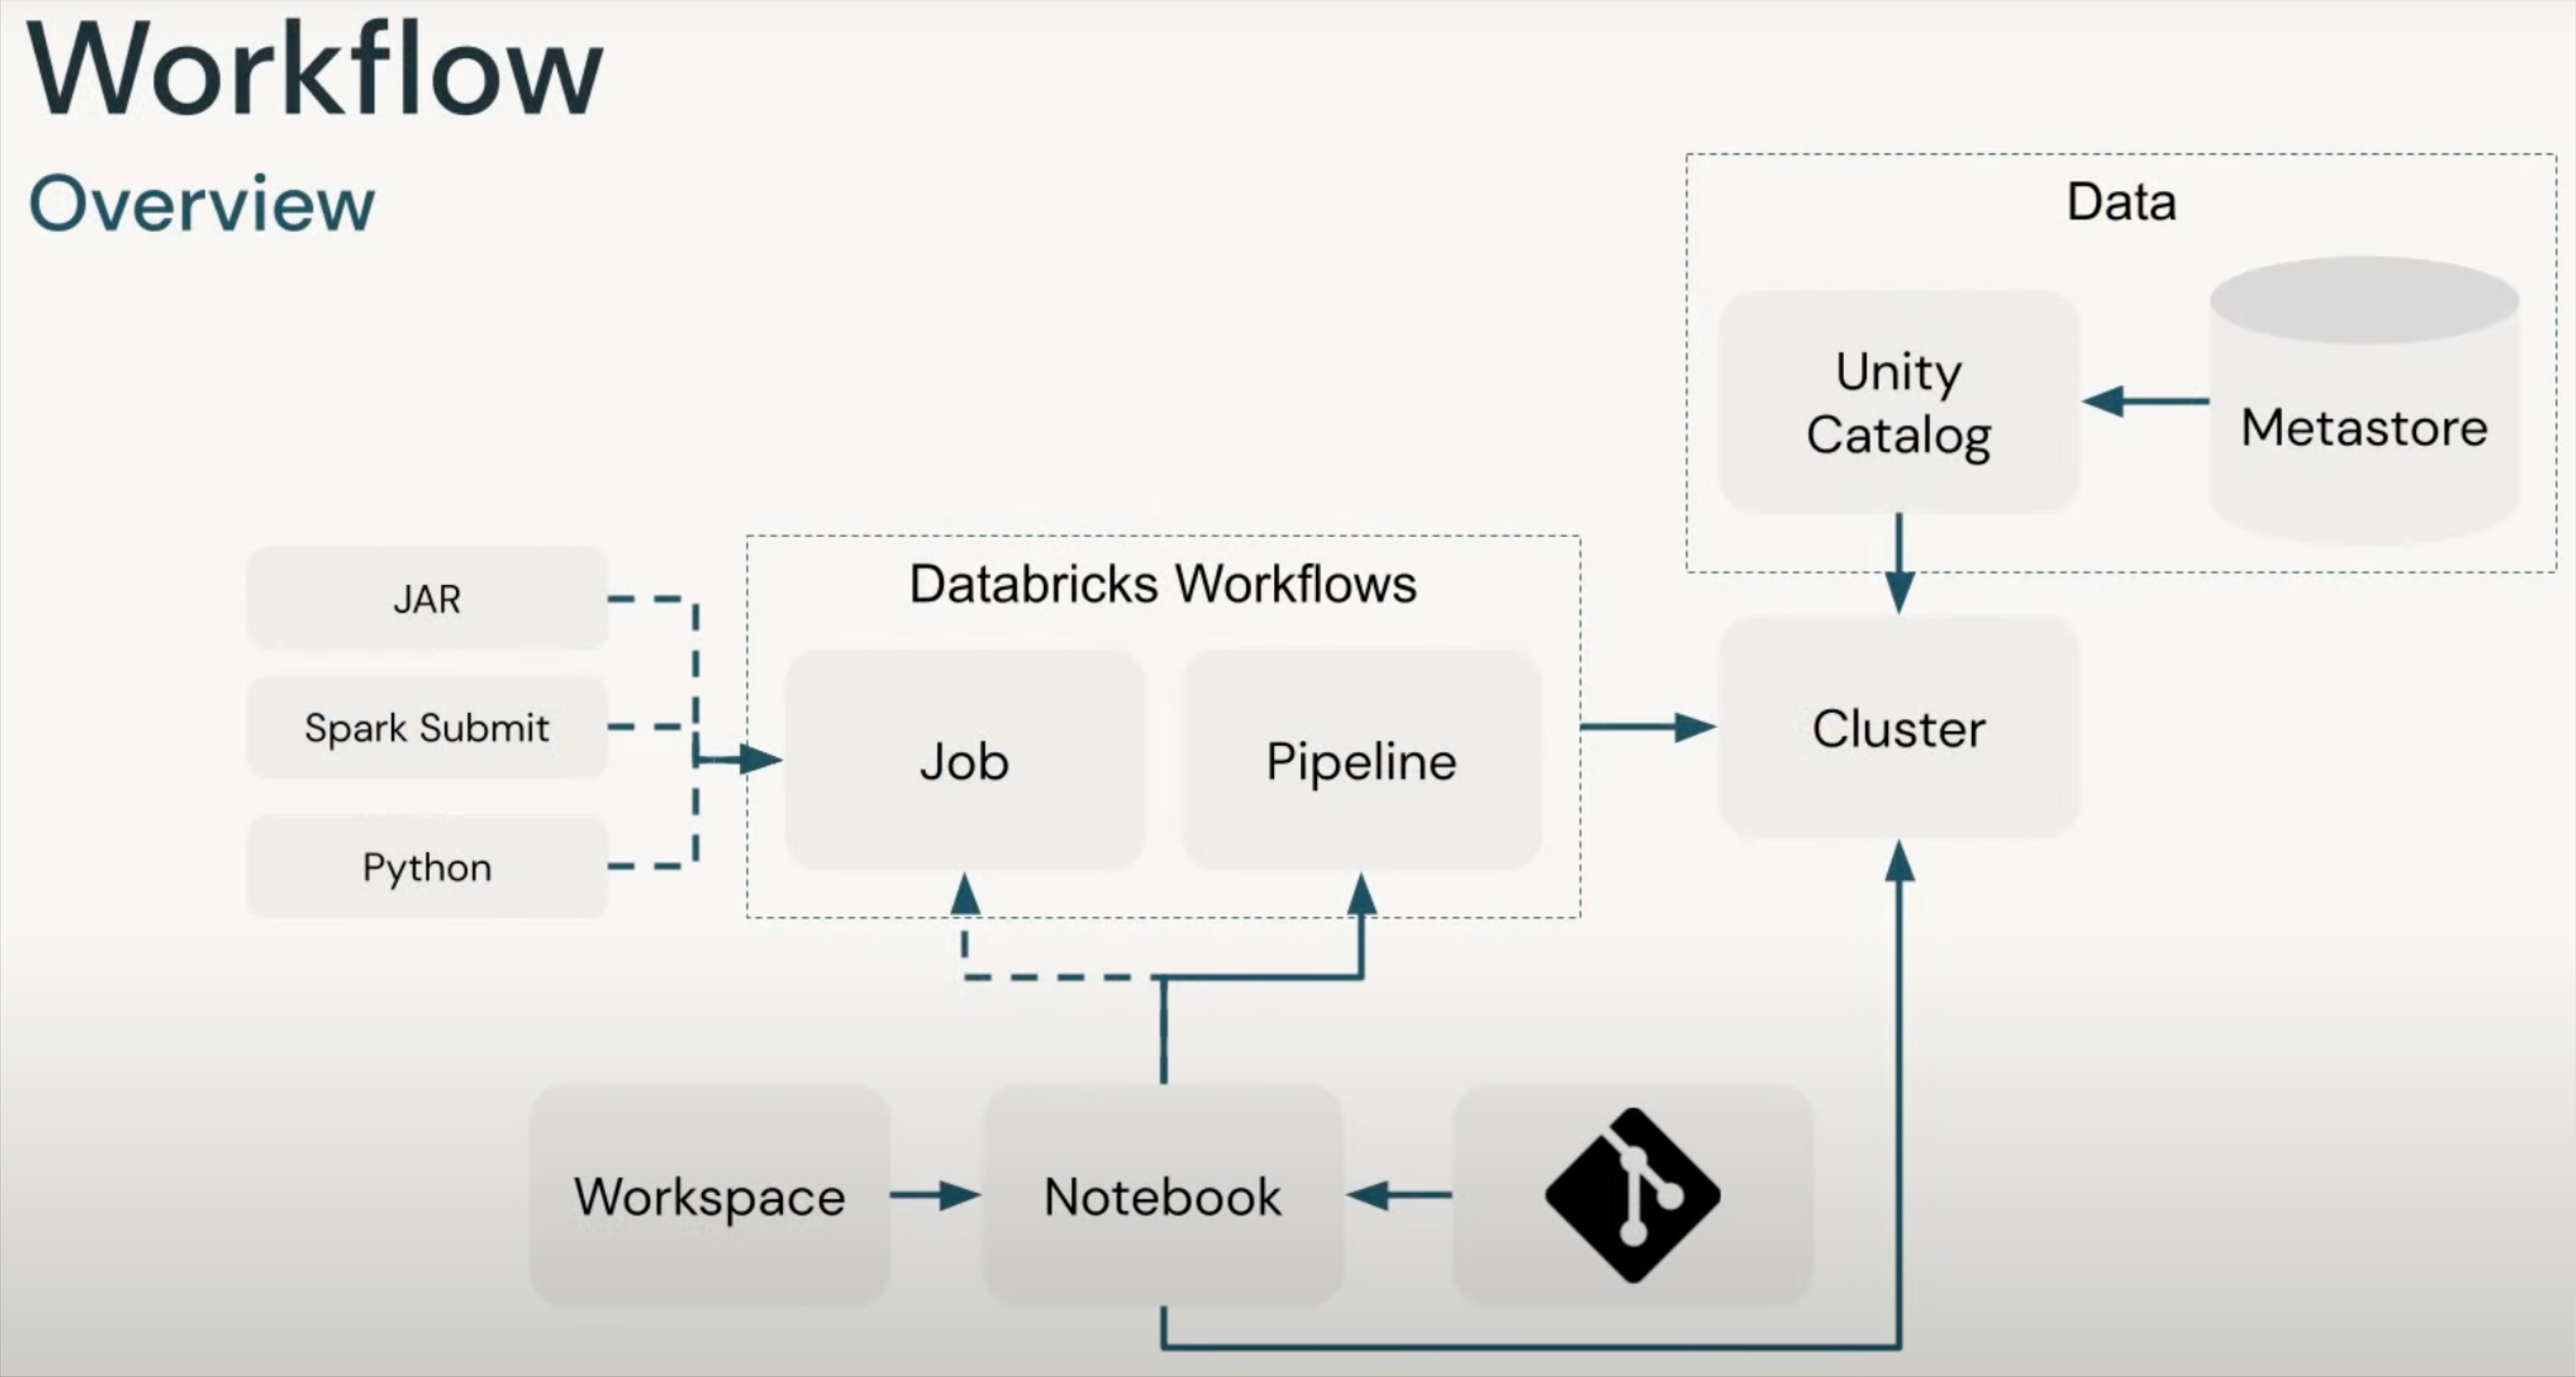 Workflow
Overview
Data
Unity
Catalog
Metastore
JAR
Spark Submit
Python
Databricks Workflows
Job
Pipeline
Cluster
Workspace
Notebook